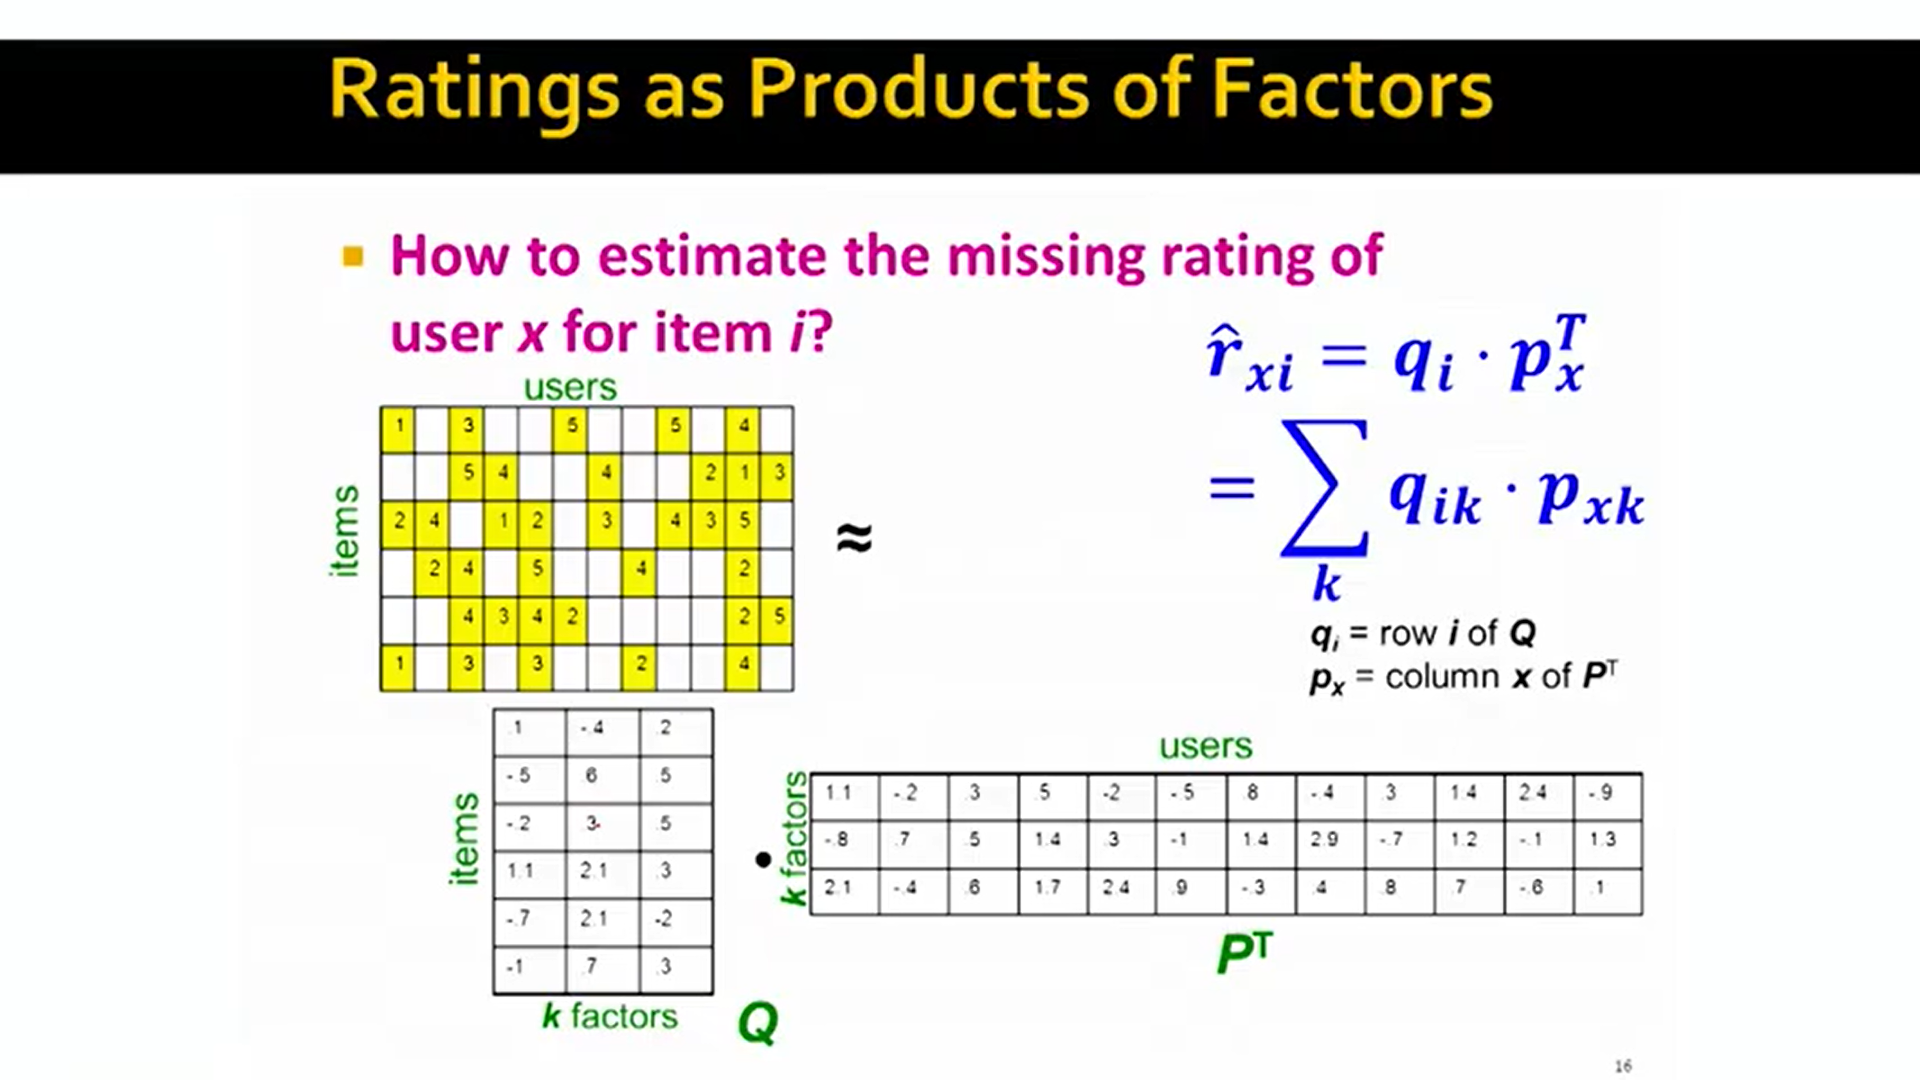 Ratings as Products of Factors
How to estimate the missing rating of
user x for item i?
r̂xi = qi · pxT
= ∑k qik · pxk
qi = row i of Q
px = column x of PT
users
items
1 3 5 5 4
5 4 4 2 1 3
2 4 1 2 3 4 3 5
2 4 5 4 2
4 3 4 2 2 5
1 3 3 2 4
≈
items
.1 -.4 .2
-.5 .6 .5
-.2 .3 .5
1.1 2.1 .3
-.7 2.1 -2
-1 .7 .3
k factors
Q
•
users
k factors
1.1 -.2 .3 .5 -2 -.5 .8 -.4 .3 1.4 2.4 -.9
-.8 .7 .5 1.4 .3 -1 1.4 2.9 -.7 1.2 -.1 1.3
2.1 -.4 .6 1.7 2.4 .9 -.3 .4 .8 .7 -.6 .1
PT
16